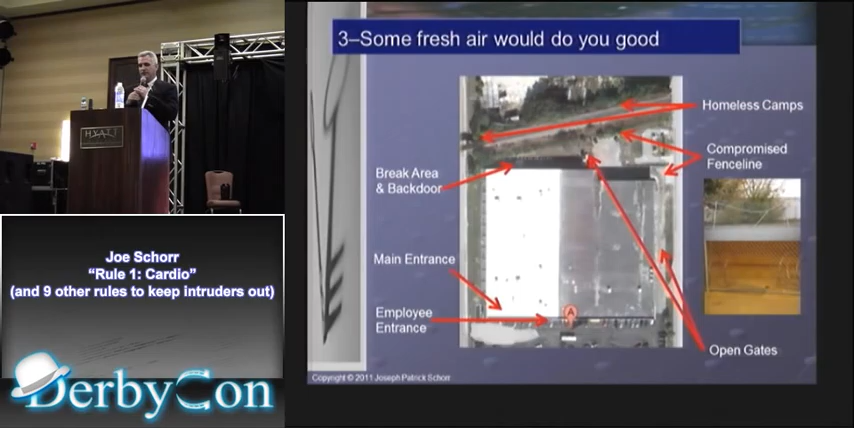 HYATT
3–Some fresh air would do you good
Homeless Camps
Compromised
Fenceline
Break Area
& Backdoor
Main Entrance
Employee
Entrance
A
Open Gates
Copyright © 2011 Joseph Patrick Schorr
Joe Schorr
“Rule 1: Cardio”
(and 9 other rules to keep intruders out)
DerbyCon